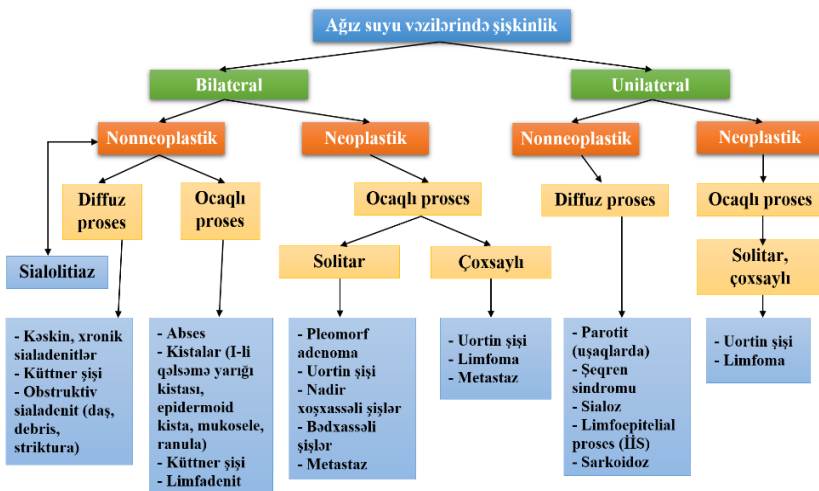 Ağız suyu vəzilərində şişkinlik
Bilateral
Unilateral
Nonneoplastik
Neoplastik
Nonneoplastik
Neoplastik
Diffuz
proses
Ocaqlı
proses
Ocaqlı proses
Diffuz proses
Ocaqlı proses
Sialolitiaz
Solitar
Çoxsaylı
Solitar,
çoxsaylı
- Kəskin, xronik
sialadenitlər
- Küttner şişi
- Obstruktiv
sialadenit (daş,
debris,
striktura)
- Abses
- Kistalar (I-li
qəlsəmə yarığı
kistası,
epidermoid
kista, mukosele,
ranula)
- Küttner şişi
- Limfadenit
- Pleomorf
adenoma
- Uortin şişi
- Nadir
xoşxassəli şişlər
- Bədxassəli
şişlər
- Metastaz
- Uortin şişi
- Limfoma
- Metastaz
- Parotit
(uşaqlarda)
- Şeqren
sindromu
- Sialoz
- Limfoepitelial
proses (İİS)
- Sarkoidoz
- Uortin şişi
- Limfoma